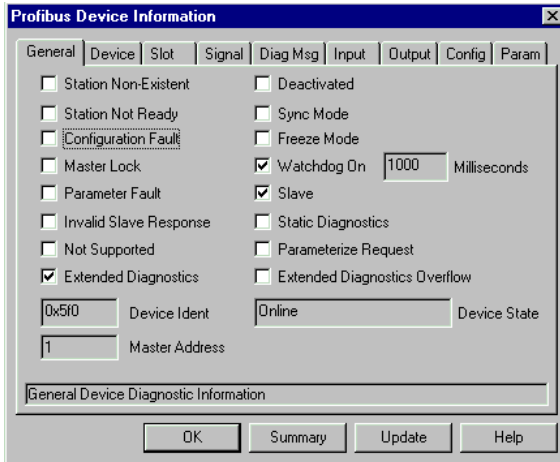 Profibus Device Information
General Device Slot Signal Diag Msg Input Output Config Param
Station Non-Existent Deactivated
Station Not Ready Sync Mode
Configuration Fault Freeze Mode
Master Lock Watchdog On 1000 Milliseconds
Parameter Fault Slave
Invalid Slave Response Static Diagnostics
Not Supported Parameterize Request
Extended Diagnostics Extended Diagnostics Overflow
0x5f0 Device Ident Online Device State
1 Master Address
General Device Diagnostic Information
OK Summary Update Help